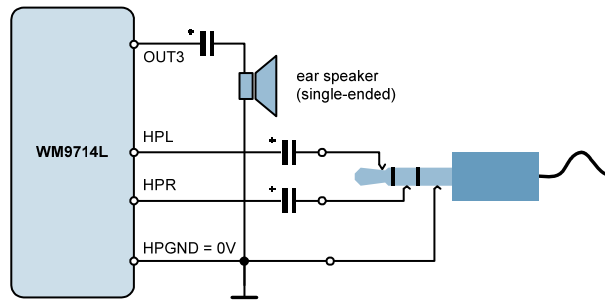 +
OUT3
ear speaker
(single-ended)
HPL
+
WM9714L
HPR
+
HPGND = 0V